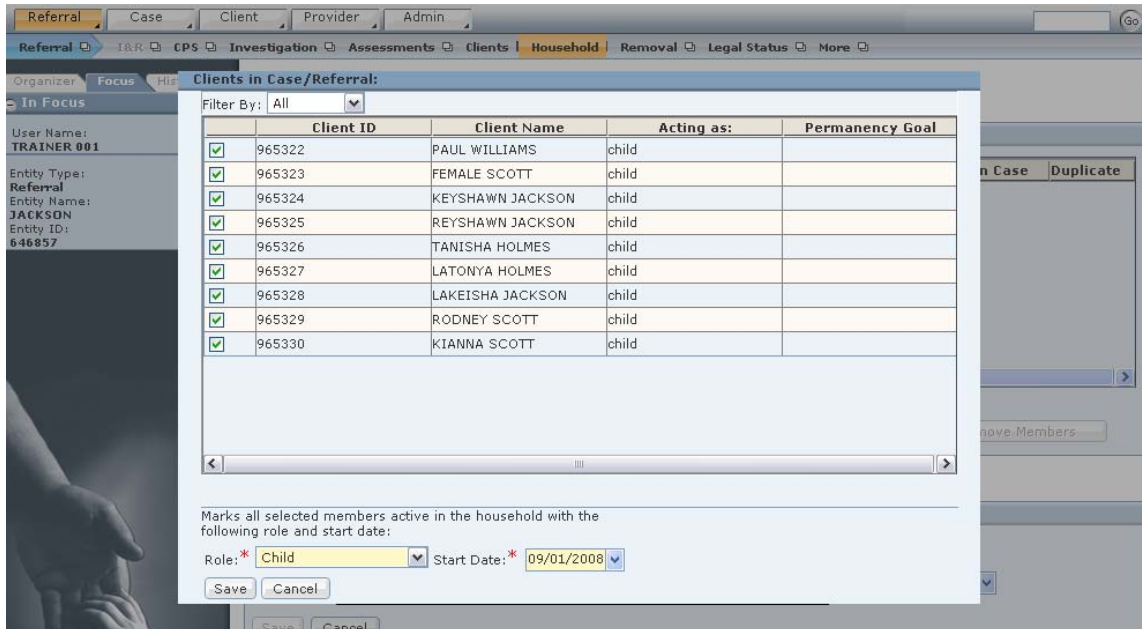 Referral Case Client Provider Admin Go
Referral I&R CPS Investigation Assessments Clients Household Removal Legal Status More
Organizer Focus His
In Focus
User Name:
TRAINER 001
Entity Type:
Referral
Entity Name:
JACKSON
Entity ID:
646857
Clients in Case/Referral:
Filter By: All
Client ID Client Name Acting as: Permanency Goal
965322 PAUL WILLIAMS child
965323 FEMALE SCOTT child
965324 KEYSHAWN JACKSON child
965325 REYSHAWN JACKSON child
965326 TANISHA HOLMES child
965327 LATONYA HOLMES child
965328 LAKEISHA JACKSON child
965329 RODNEY SCOTT child
965330 KIANNA SCOTT child
n Case Duplicate
move Members
Marks all selected members active in the household with the
following role and start date:
Role:* Child Start Date:* 09/01/2008
Save Cancel
Save Cancel